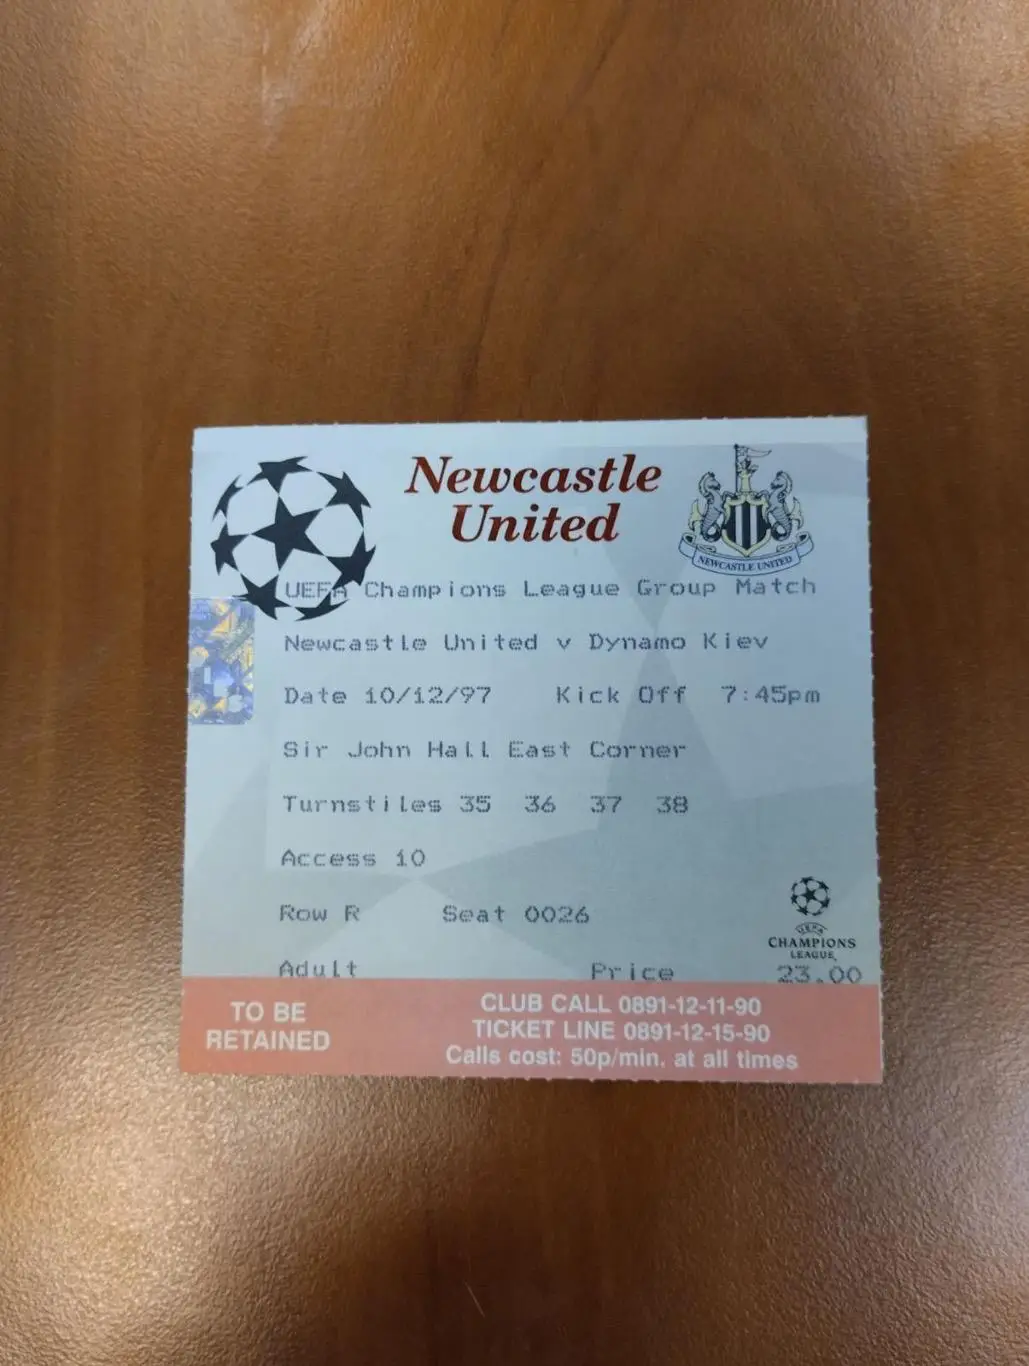 Newcastle
United
NEWCASTLE UNITED
UEFA Champions League Group Match
Newcastle United v Dynamo Kiev
Date 10/12/97 Kick Off 7:45pm
Sir John Hall East Corner
Turnstiles 35 36 37 38
Access 10
Row R Seat 0026
UEFA
CHAMPIONS
LEAGUE
Adult Price 23.00
TO BE
RETAINED
CLUB CALL 0891-12-11-90
TICKET LINE 0891-12-15-90
Calls cost: 50p/min. at all times